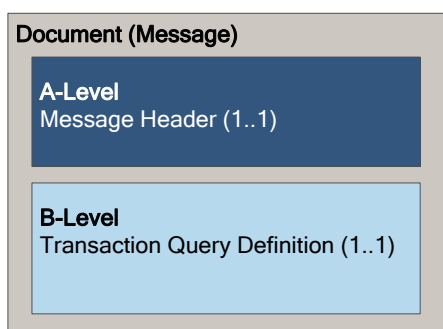 Document (Message)
A-Level
Message Header (1..1)
B-Level
Transaction Query Definition (1..1)